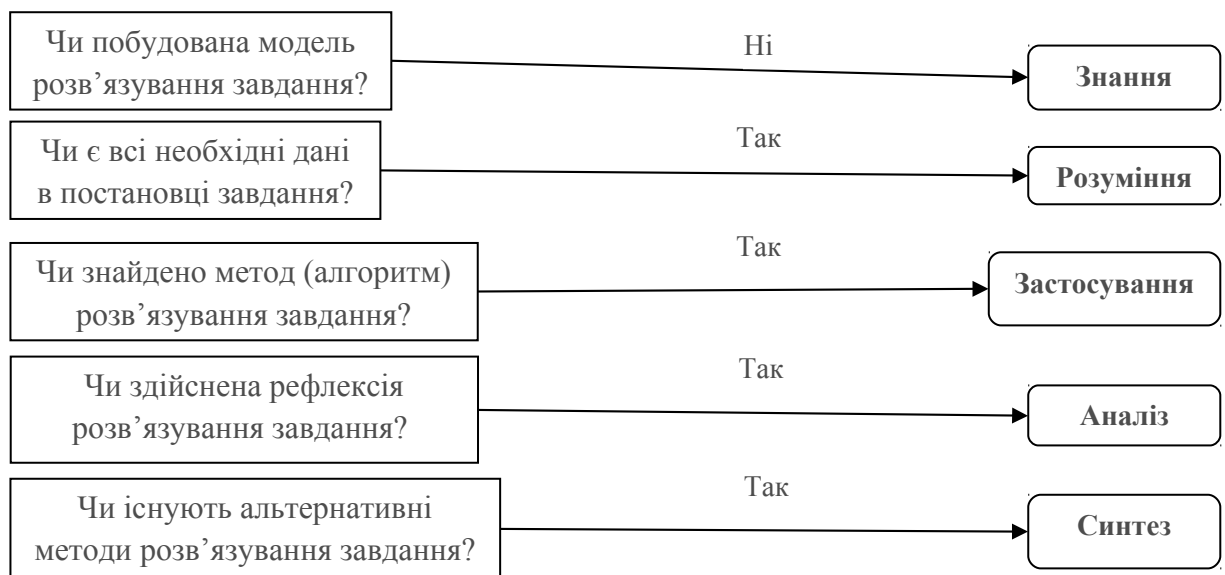 Чи побудована модель
розв’язування завдання?
Ні
Знання
Чи є всі необхідні дані
в постановці завдання?
Так
Розуміння
Чи знайдено метод (алгоритм)
розв’язування завдання?
Так
Застосування
Чи здійснена рефлексія
розв’язування завдання?
Так
Аналіз
Чи існують альтернативні
методи розв’язування завдання?
Так
Синтез